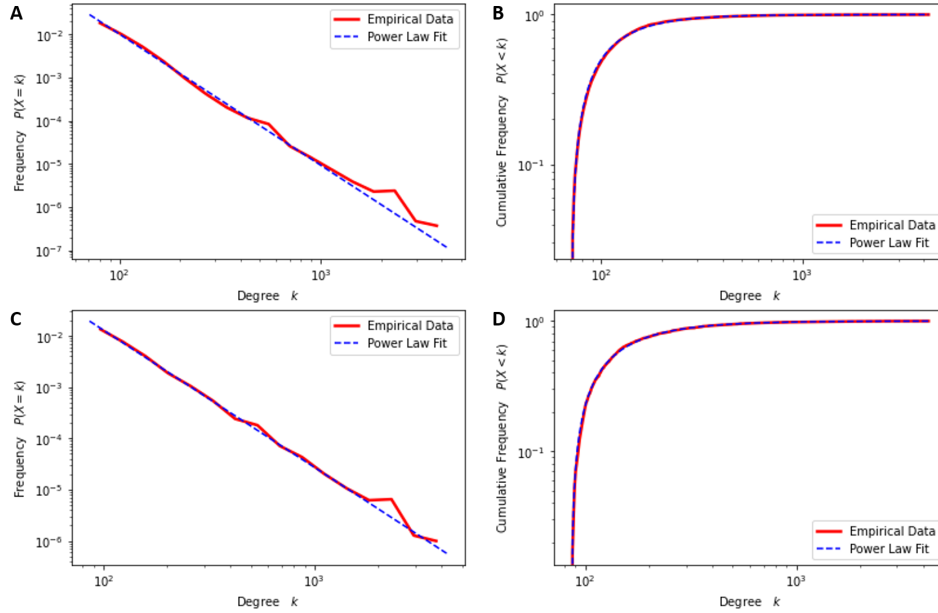 A
10^-2
10^-3
10^-4
10^-5
10^-6
10^-7
Frequency P(X = k)
Empirical Data
Power Law Fit
10^2
10^3
Degree k
B
10^0
10^-1
Cumulative Frequency P(X < k)
Empirical Data
Power Law Fit
10^2
10^3
Degree k
C
10^-2
10^-3
10^-4
10^-5
10^-6
Frequency P(X = k)
Empirical Data
Power Law Fit
10^2
10^3
Degree k
D
10^0
10^-1
Cumulative Frequency P(X < k)
Empirical Data
Power Law Fit
10^2
10^3
Degree k